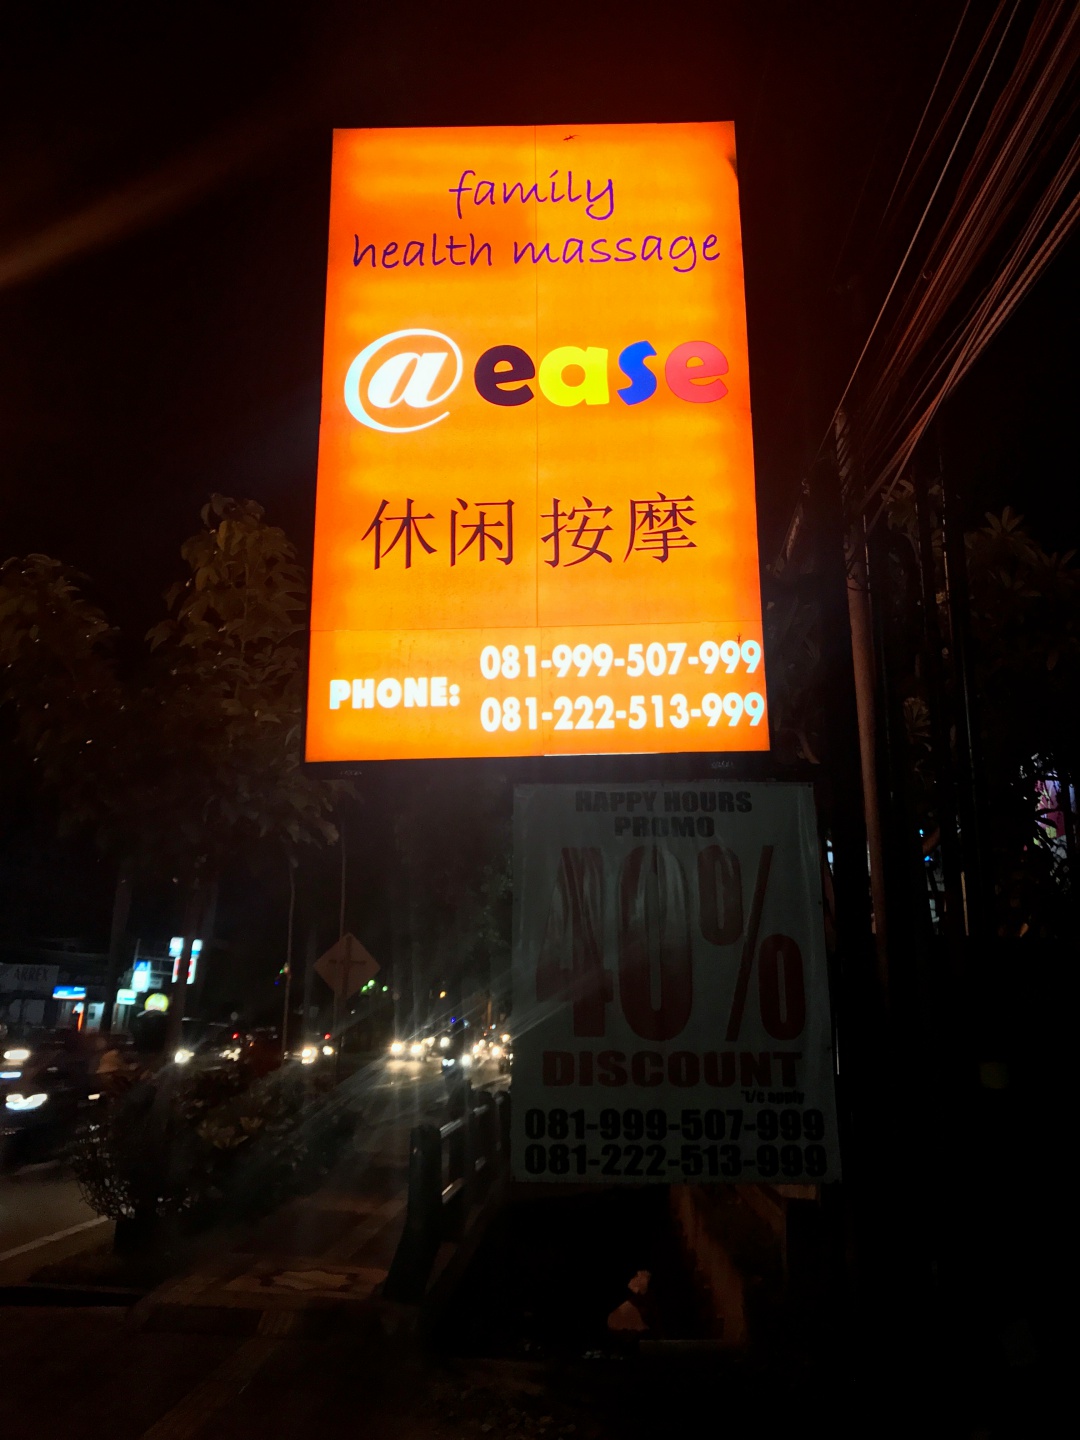 family
health massage
@ease
休闲 按摩
PHONE:
081-999-507-999
081-222-513-999
HAPPY HOURS
PROMO
40%
DISCOUNT
*t/c apply
081-999-507-999
081-222-513-999